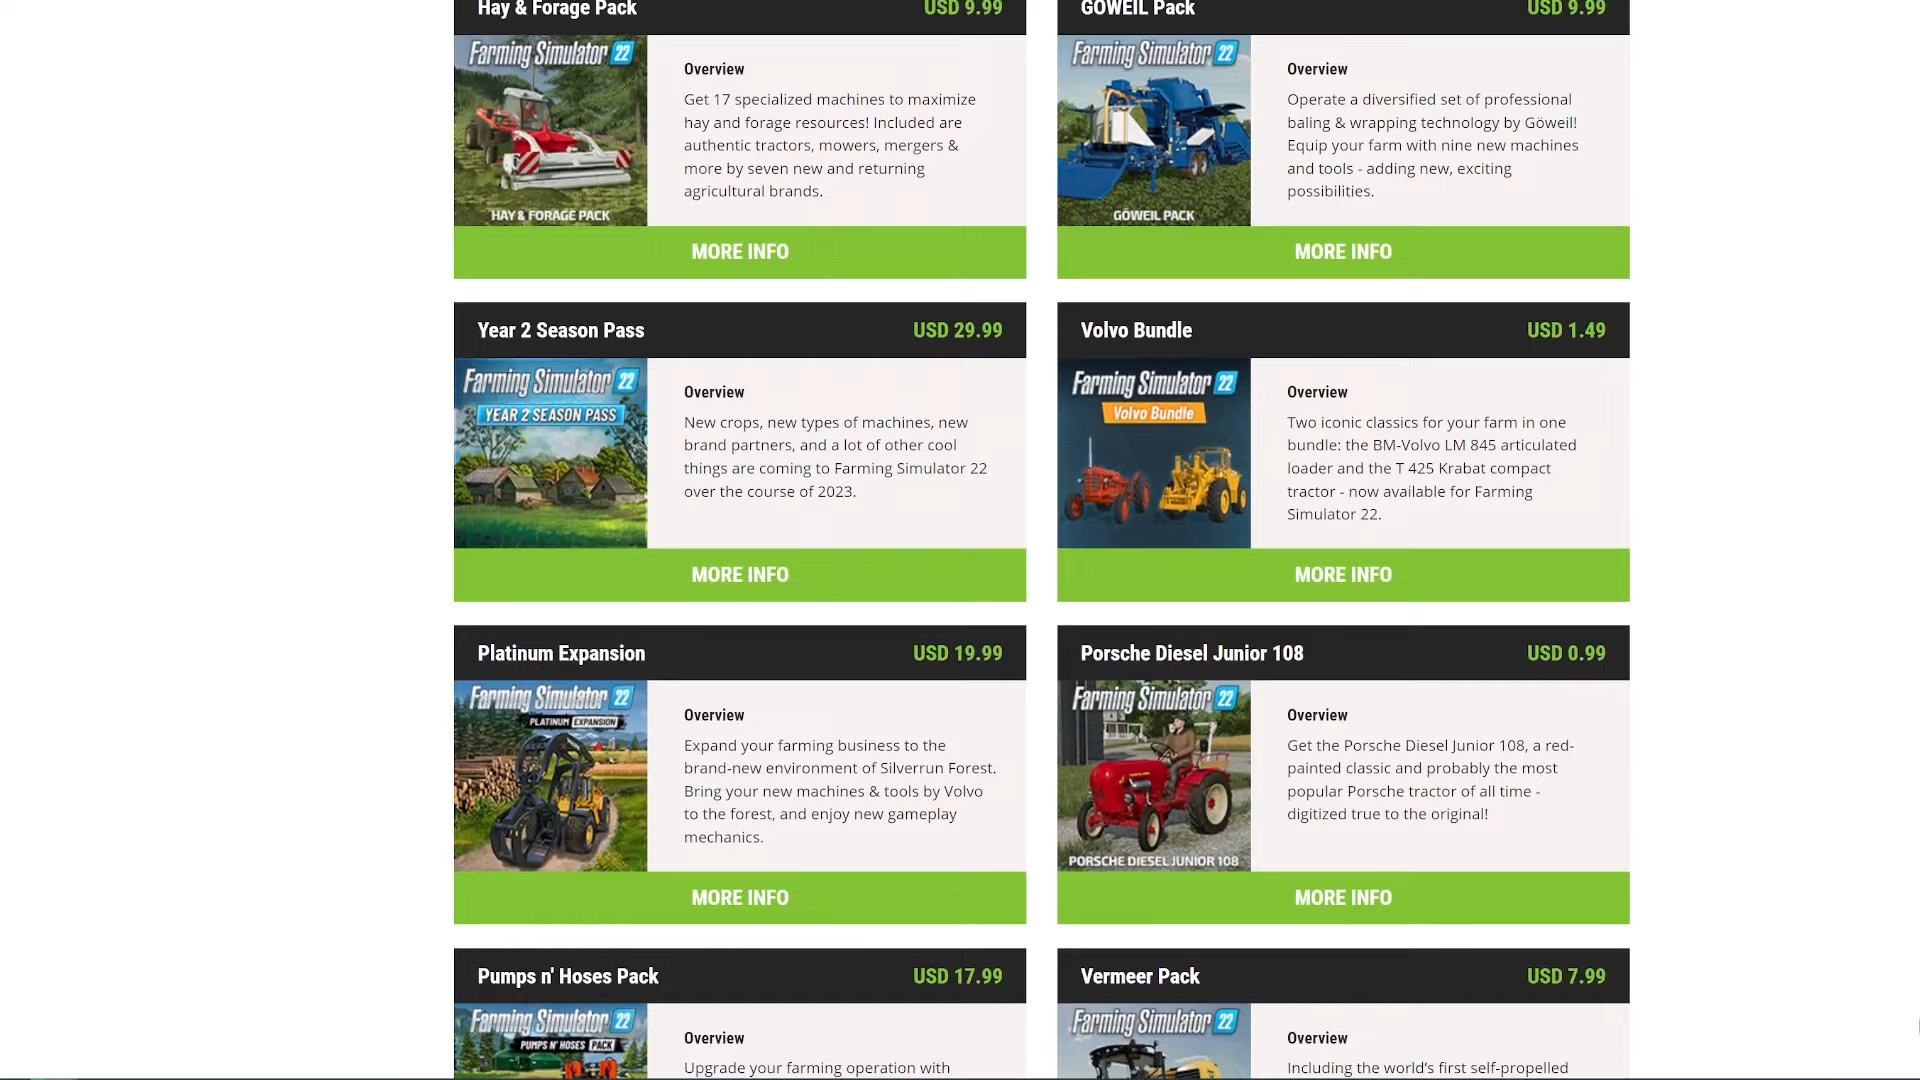 Hay & Forage Pack USD 9.99
Farming Simulator 22
HAY & FORAGE PACK
Overview
Get 17 specialized machines to maximize
hay and forage resources! Included are
authentic tractors, mowers, mergers &
more by seven new and returning
agricultural brands.
MORE INFO
GÖWEIL Pack USD 9.99
Farming Simulator 22
GÖWEIL PACK
Overview
Operate a diversified set of professional
baling & wrapping technology by Göweil!
Equip your farm with nine new machines
and tools - adding new, exciting
possibilities.
MORE INFO
Year 2 Season Pass USD 29.99
Farming Simulator 22
YEAR 2 SEASON PASS
Overview
New crops, new types of machines, new
brand partners, and a lot of other cool
things are coming to Farming Simulator 22
over the course of 2023.
MORE INFO
Volvo Bundle USD 1.49
Farming Simulator 22
Volvo Bundle
Overview
Two iconic classics for your farm in one
bundle: the BM-Volvo LM 845 articulated
loader and the T 425 Krabat compact
tractor - now available for Farming
Simulator 22.
MORE INFO
Platinum Expansion USD 19.99
Farming Simulator 22
PLATINUM EXPANSION
Overview
Expand your farming business to the
brand-new environment of Silverrun Forest.
Bring your new machines & tools by Volvo
to the forest, and enjoy new gameplay
mechanics.
MORE INFO
Porsche Diesel Junior 108 USD 0.99
Farming Simulator 22
PORSCHE DIESEL JUNIOR 108
Overview
Get the Porsche Diesel Junior 108, a red-
painted classic and probably the most
popular Porsche tractor of all time -
digitized true to the original!
MORE INFO
Pumps n' Hoses Pack USD 17.99
Farming Simulator 22
PUMPS N' HOSES PACK
Overview
Upgrade your farming operation with
Vermeer Pack USD 7.99
Farming Simulator 22
Overview
Including the world's first self-propelled